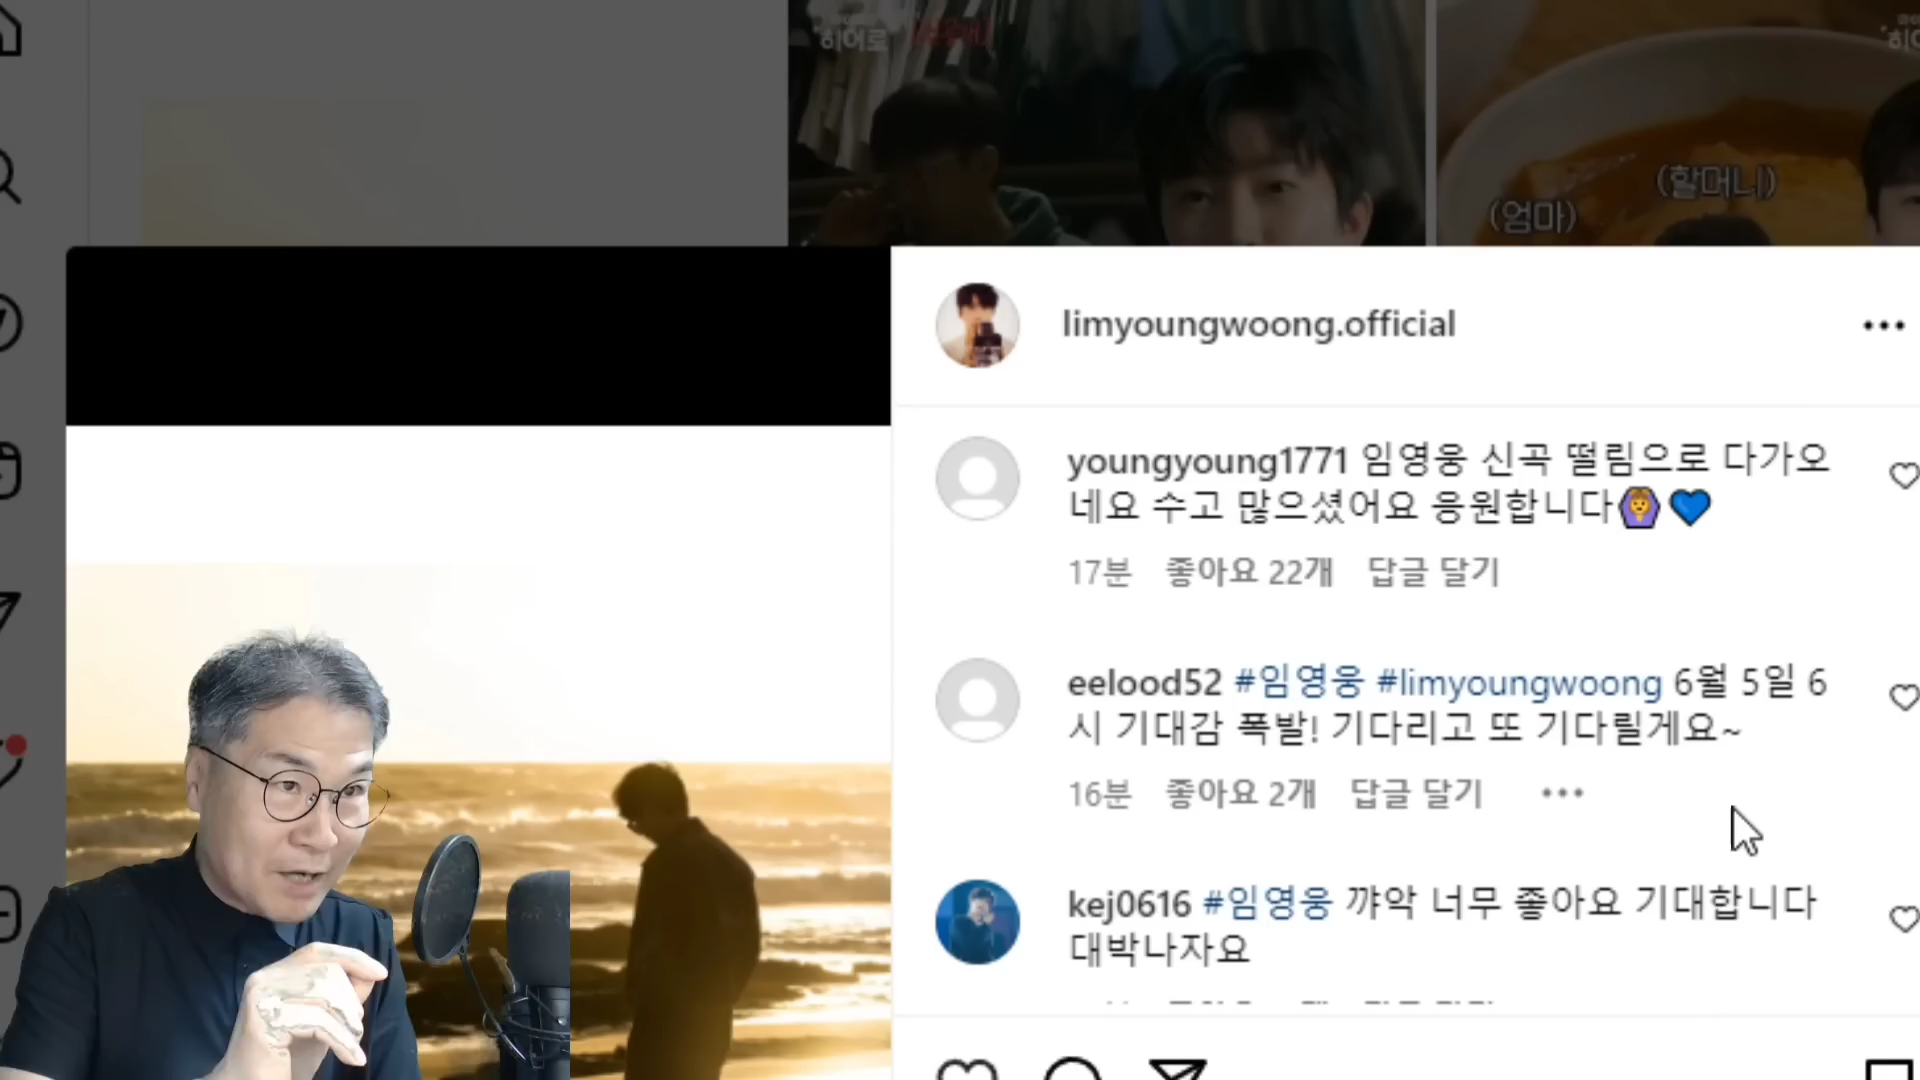 히어로
(할머니)
(엄마)
limyoungwoong.official
youngyoung1771 임영웅 신곡 떨림으로 다가오
네요 수고 많으셨어요 응원합니다🙆💙
17분 좋아요 22개 답글 달기
eelood52 #임영웅 #limyoungwoong 6월 5일 6
시 기대감 폭발! 기다리고 또 기다릴게요~
16분 좋아요 2개 답글 달기
kej0616 #임영웅 꺄악 너무 좋아요 기대합니다
대박나자요